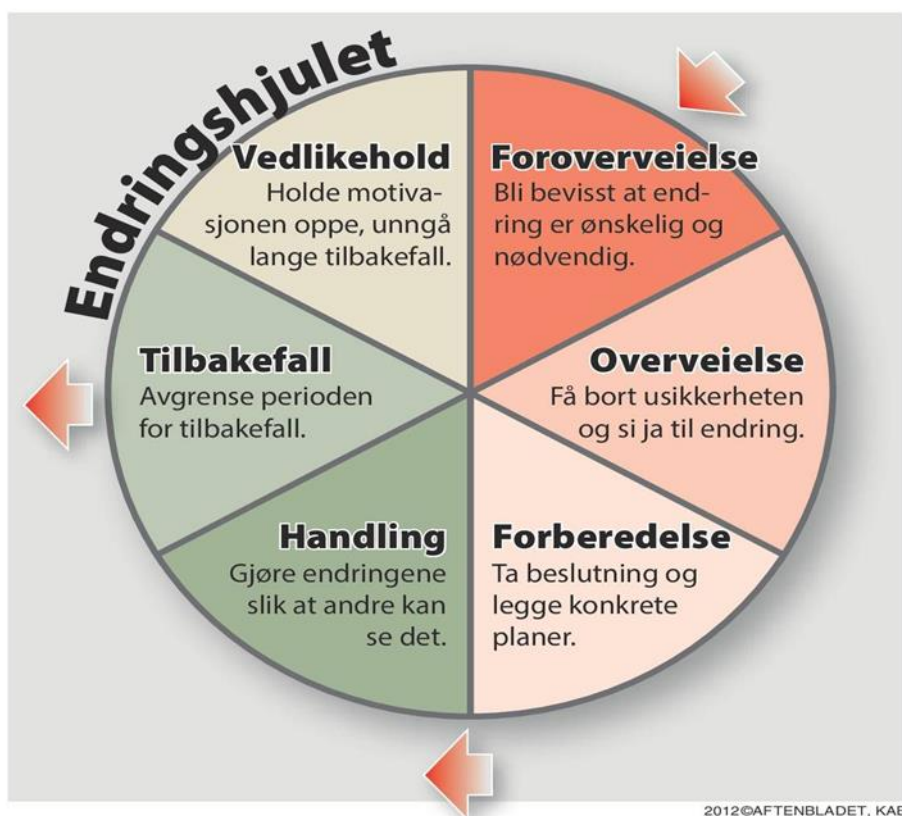 Endringshjulet
Foroverveielse
Bli bevisst at end-
ring er ønskelig og
nødvendig.
Overveielse
Få bort usikkerheten
og si ja til endring.
Forberedelse
Ta beslutning og
legge konkrete
planer.
Handling
Gjøre endringene
slik at andre kan
se det.
Tilbakefall
Avgrense perioden
for tilbakefall.
Vedlikehold
Holde motiva-
sjonen oppe, unngå
lange tilbakefall.
2012©AFTENBLADET, KAE